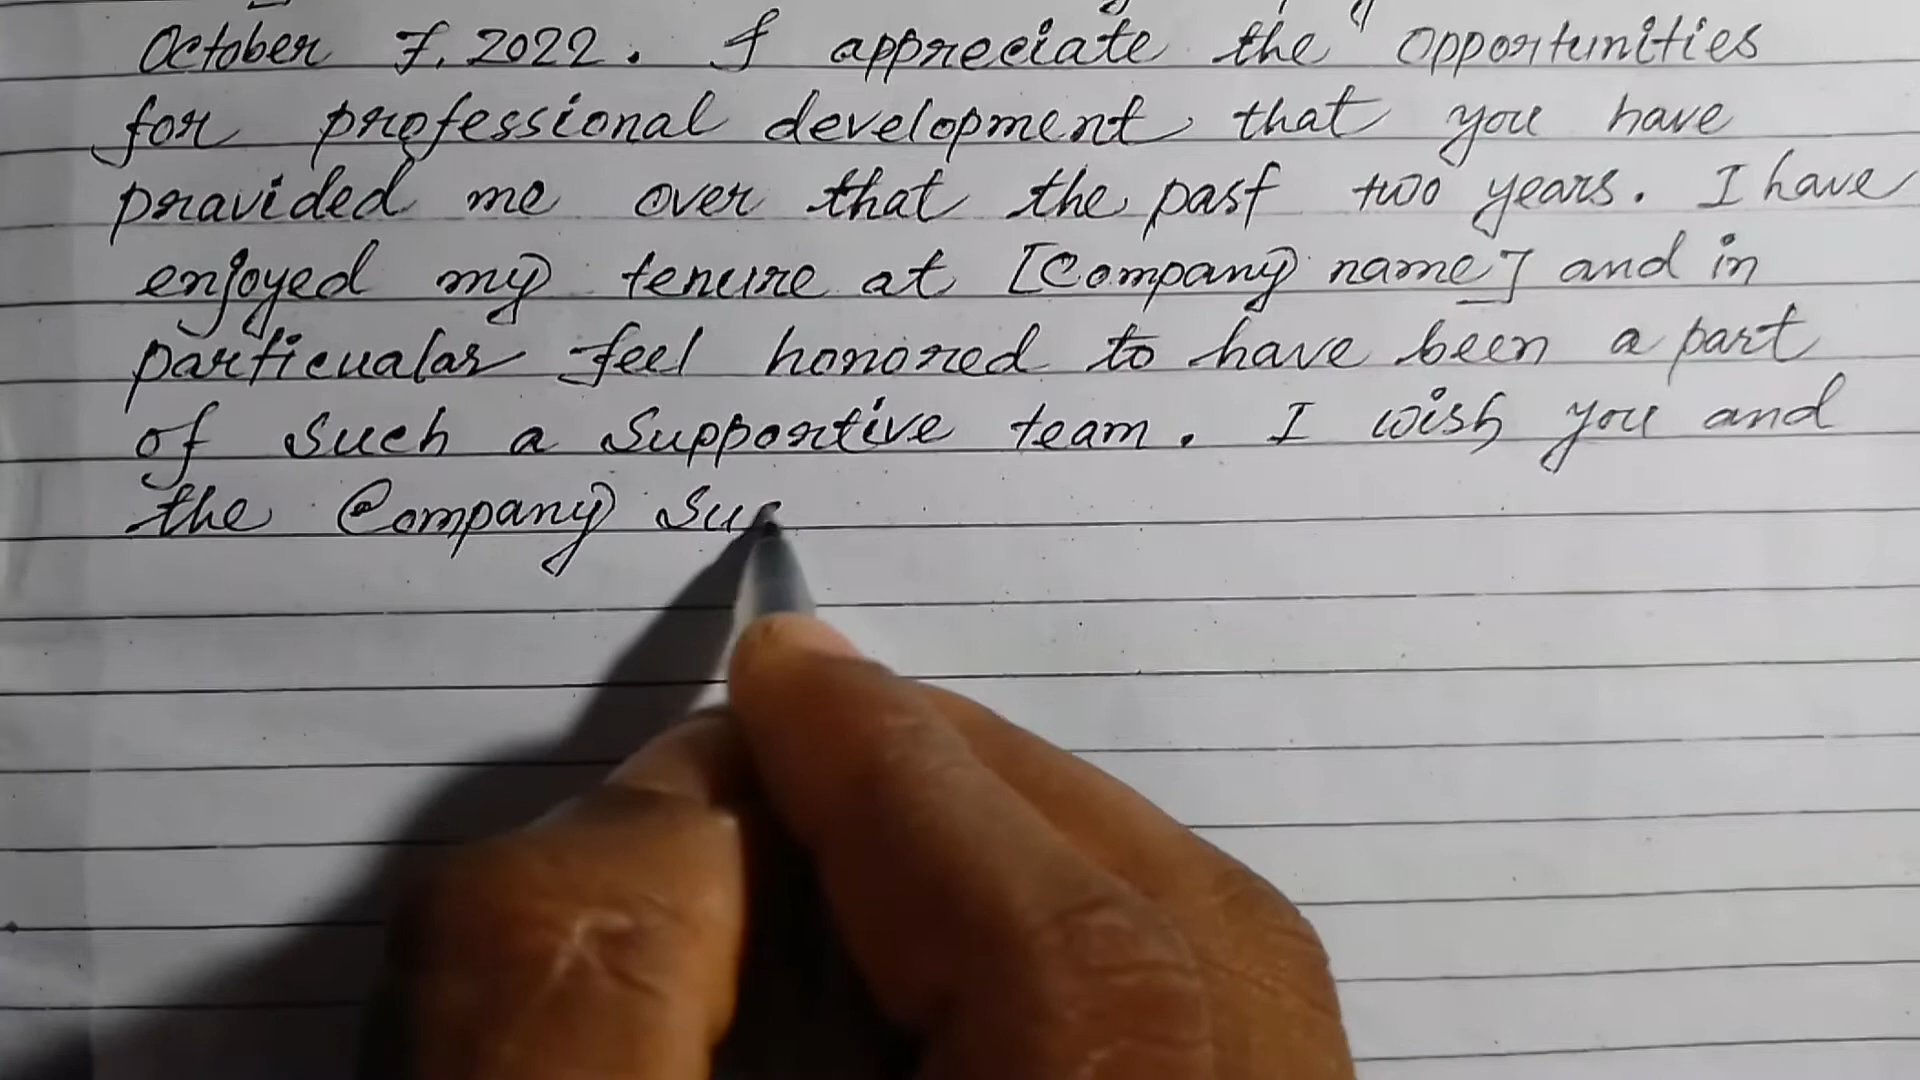 October 7, 2022. I appreciate the opportunities
for professional development that you have
pravided me over that the past two years. I have
enjoyed my tenure at [Company name] and in
particualar feel honored to have been a part
of such a supportive team. I wish you and
the Company Suc